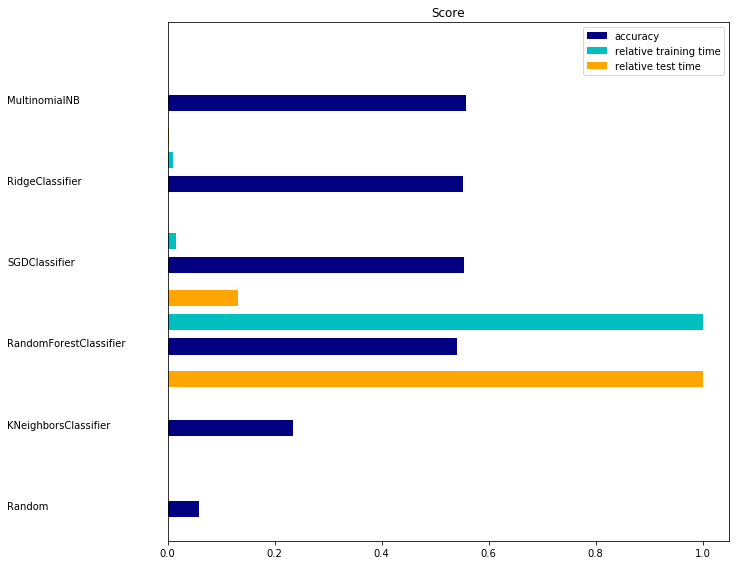 Score
accuracy
relative training time
relative test time
MultinomialNB
RidgeClassifier
SGDClassifier
RandomForestClassifier
KNeighborsClassifier
Random
0.0 0.2 0.4 0.6 0.8 1.0